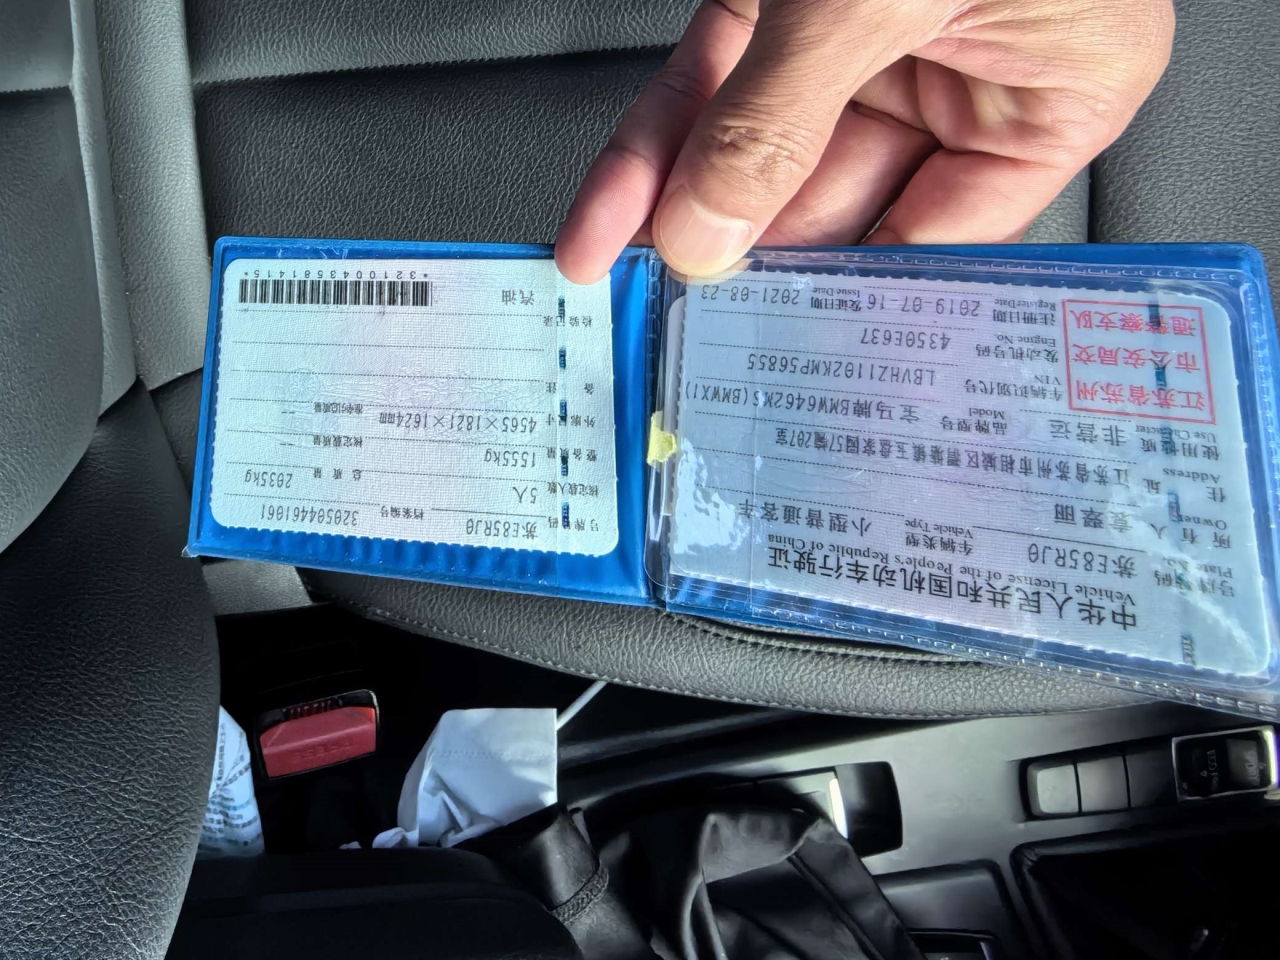 中华人民共和国机动车行驶证
Vehicle License of the People's Republic of China
号牌号码 苏E85RJ0 车辆类型 小型普通客车
Plate No. Vehicle Type
所有人
Owner
住址 江苏省苏州市相城区渭塘镇玉盘家园57幢207室
Address
使用性质 非营运 品牌型号 宝马牌BMW6462MS(BMWX1)
Use Character Model
江苏省苏州
市公安局交
通警察支队
车辆识别代号 LBVHZ1102KMP56855
VIN
发动机号码 4350E637
Engine No.
注册日期 2019-07-16 发证日期 2021-08-23
Register Date Issue Date
号牌号码 苏E85RJ0 档案编号 320504461061
核定载人数 5人 总质量 2035kg
整备质量 1555kg 核定载质量 --
外廓尺寸 4565×1821×1624mm 准牵引总质量 --
备注
检验记录
汽油
*3210043581415*
PRESS